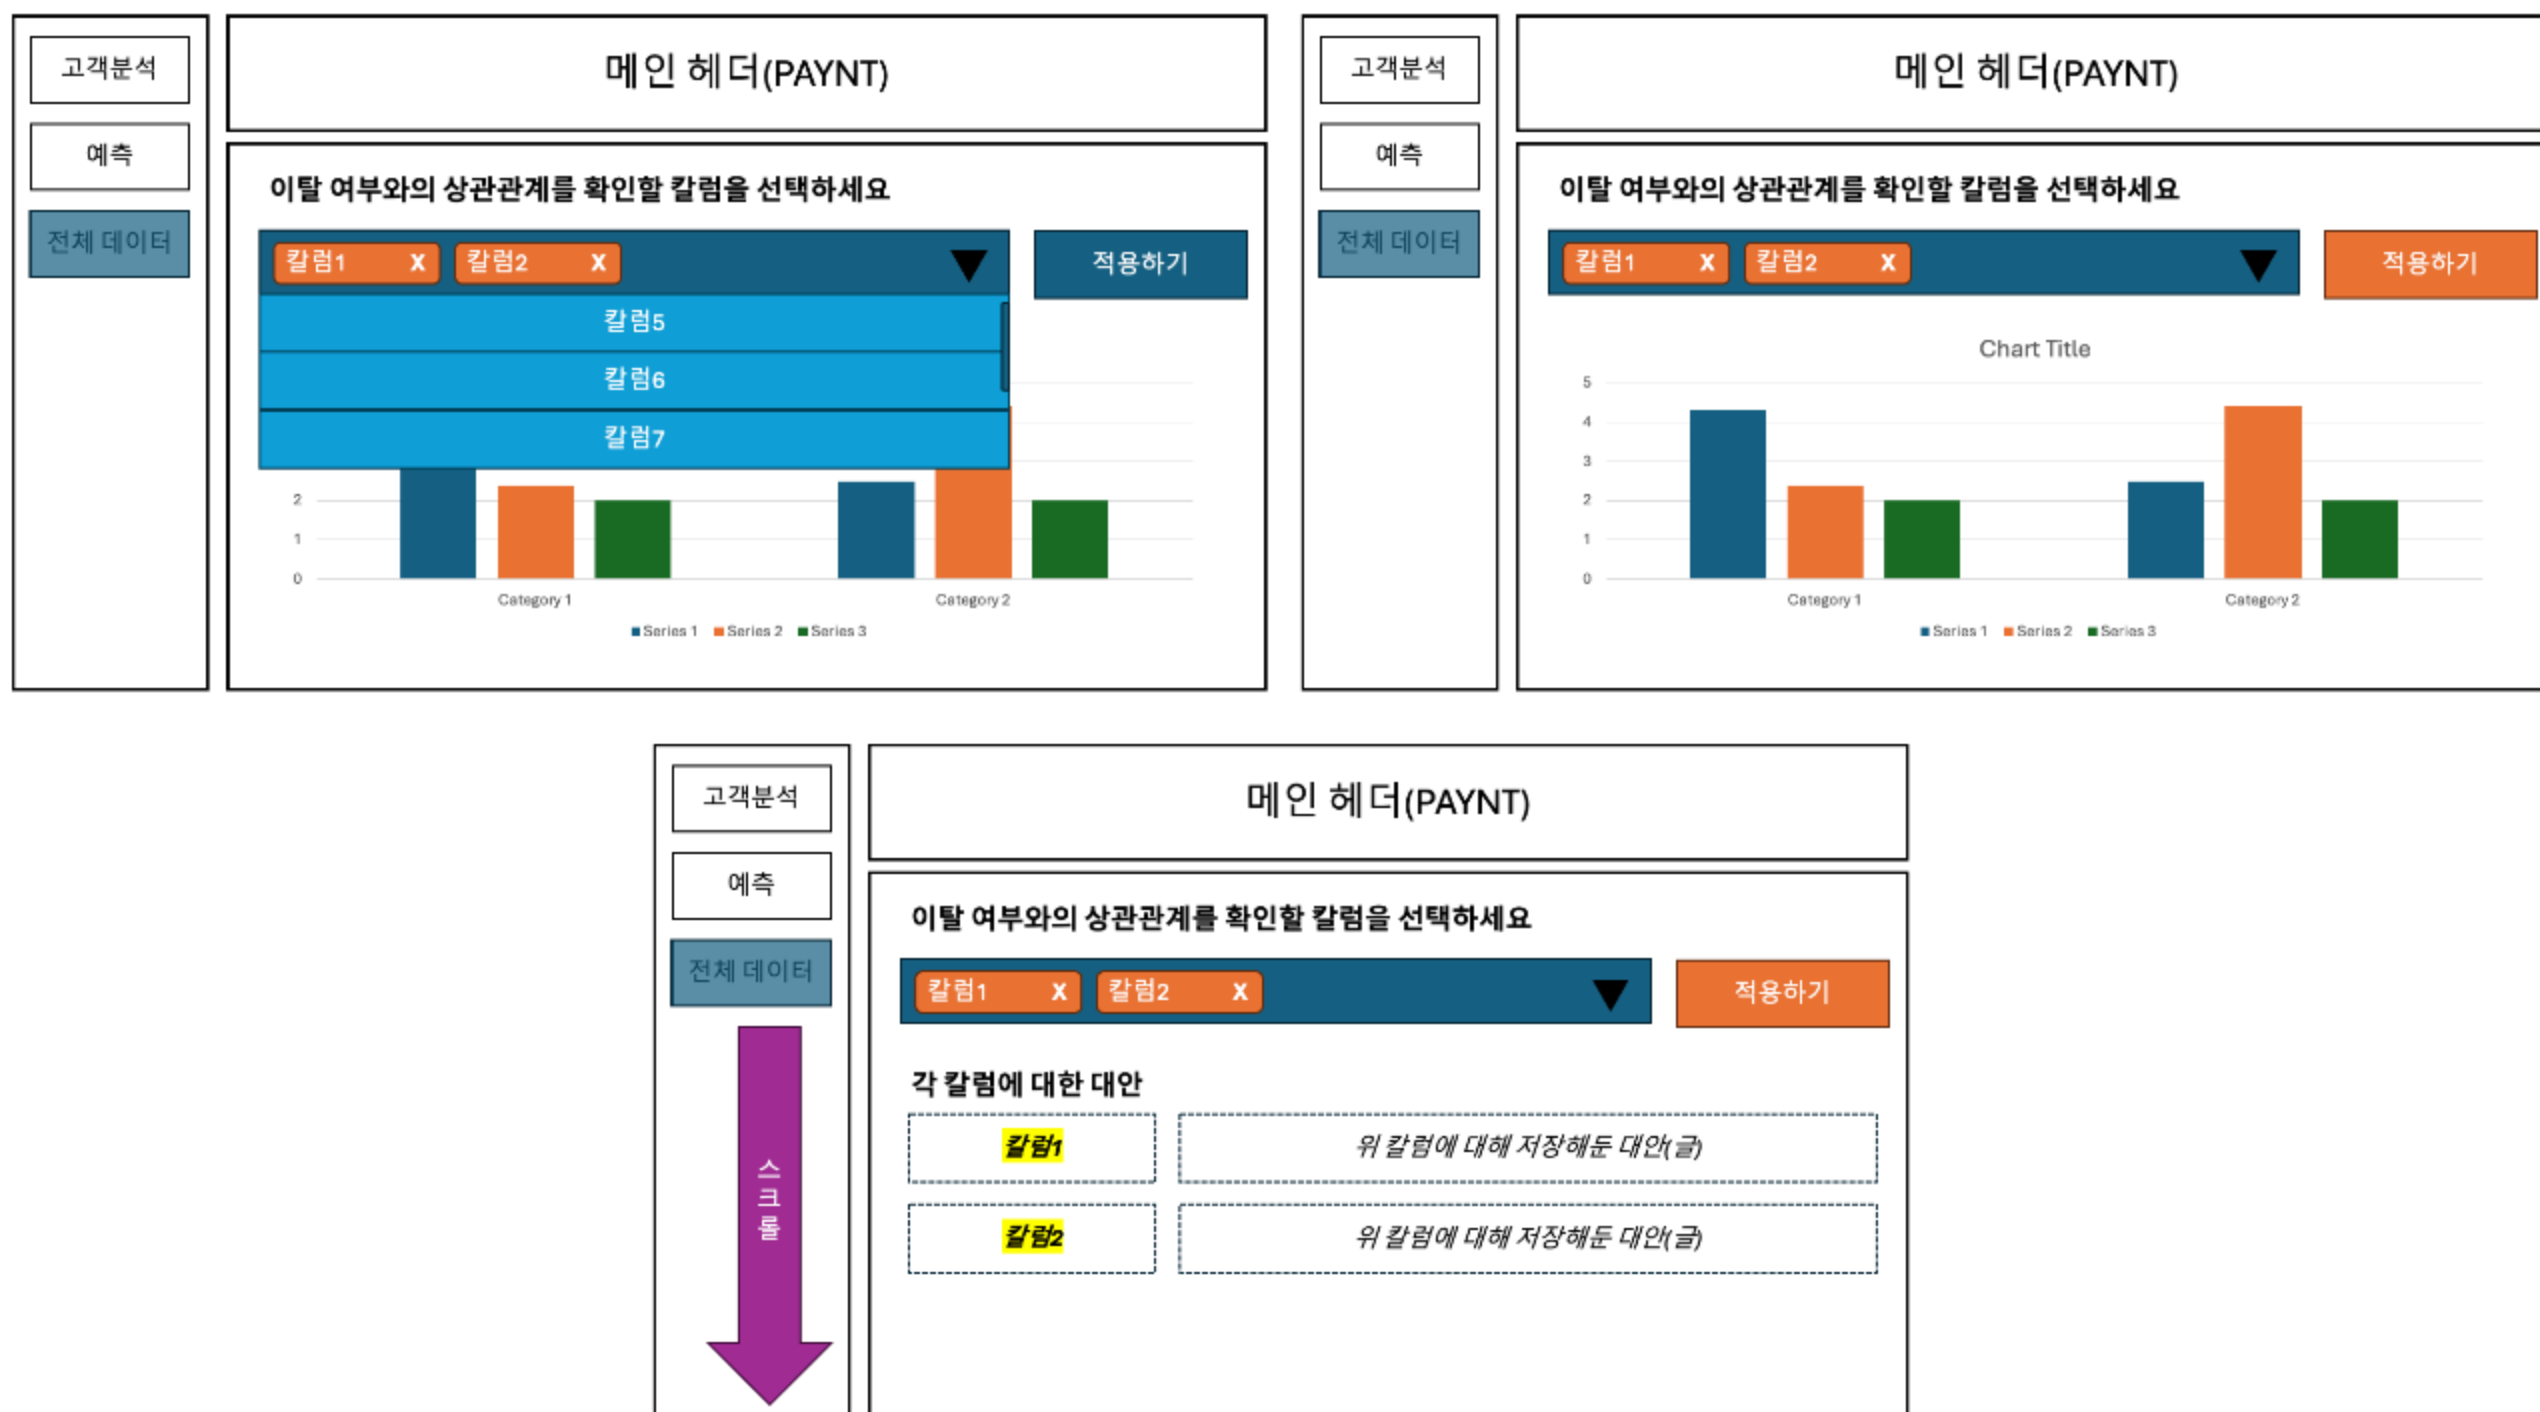 고객분석
예측
전체 데이터
메인 헤더(PAYNT)
이탈 여부와의 상관관계를 확인할 칼럼을 선택하세요
칼럼1 X 칼럼2 X ▼ 적용하기
칼럼5
칼럼6
칼럼7
2
1
0
Category 1 Category 2
Series 1 Series 2 Series 3
고객분석
예측
전체 데이터
메인 헤더(PAYNT)
이탈 여부와의 상관관계를 확인할 칼럼을 선택하세요
칼럼1 X 칼럼2 X ▼ 적용하기
Chart Title
5
4
3
2
1
0
Category 1 Category 2
Series 1 Series 2 Series 3
고객분석
예측
전체 데이터
스크롤
메인 헤더(PAYNT)
이탈 여부와의 상관관계를 확인할 칼럼을 선택하세요
칼럼1 X 칼럼2 X ▼ 적용하기
각 칼럼에 대한 대안
칼럼1 위 칼럼에 대해 저장해둔 대안(글)
칼럼2 위 칼럼에 대해 저장해둔 대안(글)